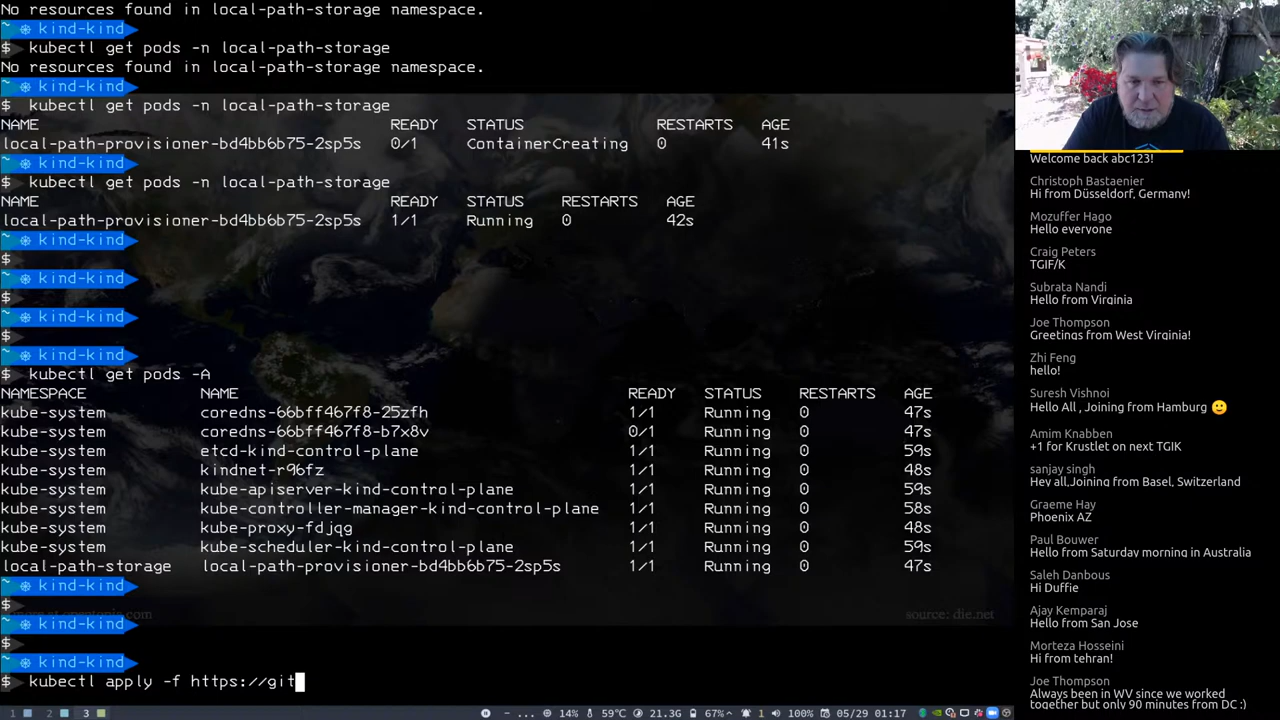 No resources found in local-path-storage namespace.
~ ⎈ kind-kind
$ kubectl get pods -n local-path-storage
No resources found in local-path-storage namespace.
~ ⎈ kind-kind
$ kubectl get pods -n local-path-storage
NAME READY STATUS RESTARTS AGE
local-path-provisioner-bd4bb6b75-2sp5s 0/1 ContainerCreating 0 41s
~ ⎈ kind-kind
$ kubectl get pods -n local-path-storage
NAME READY STATUS RESTARTS AGE
local-path-provisioner-bd4bb6b75-2sp5s 1/1 Running 0 42s
~ ⎈ kind-kind
$
~ ⎈ kind-kind
$
~ ⎈ kind-kind
$
~ ⎈ kind-kind
$ kubectl get pods -A
NAMESPACE NAME READY STATUS RESTARTS AGE
kube-system coredns-66bff467f8-25zfh 1/1 Running 0 47s
kube-system coredns-66bff467f8-b7x8v 0/1 Running 0 47s
kube-system etcd-kind-control-plane 1/1 Running 0 59s
kube-system kindnet-r96fz 1/1 Running 0 48s
kube-system kube-apiserver-kind-control-plane 1/1 Running 0 59s
kube-system kube-controller-manager-kind-control-plane 1/1 Running 0 58s
kube-system kube-proxy-fdjqg 1/1 Running 0 48s
kube-system kube-scheduler-kind-control-plane 1/1 Running 0 59s
local-path-storage local-path-provisioner-bd4bb6b75-2sp5s 1/1 Running 0 47s
~ ⎈ kind-kind
$
source: die.net
~ ⎈ kind-kind
$
~ ⎈ kind-kind
$ kubectl apply -f https://git
1 2 3 – ... 14% 59°C 21.3G 67% 1 100% 05/29 01:17
Welcome back abc123!
Christoph Bastaenier
Hi from Düsseldorf, Germany!
Mozuffer Hago
Hello everyone
Craig Peters
TGIF/K
Subrata Nandi
Hello from Virginia
Joe Thompson
Greetings from West Virginia!
Zhi Feng
hello!
Suresh Vishnoi
Hello All , Joining from Hamburg 🙂
Amim Knabben
+1 for Krustlet on next TGIK
sanjay singh
Hey all,Joining from Basel, Switzerland
Graeme Hay
Phoenix AZ
Paul Bouwer
Hello from Saturday morning in Australia
Saleh Danbous
Hi Duffie
Ajay Kemparaj
Hello from San Jose
Morteza Hosseini
Hi from tehran!
Joe Thompson
Always been in WV since we worked
together but only 90 minutes from DC :)